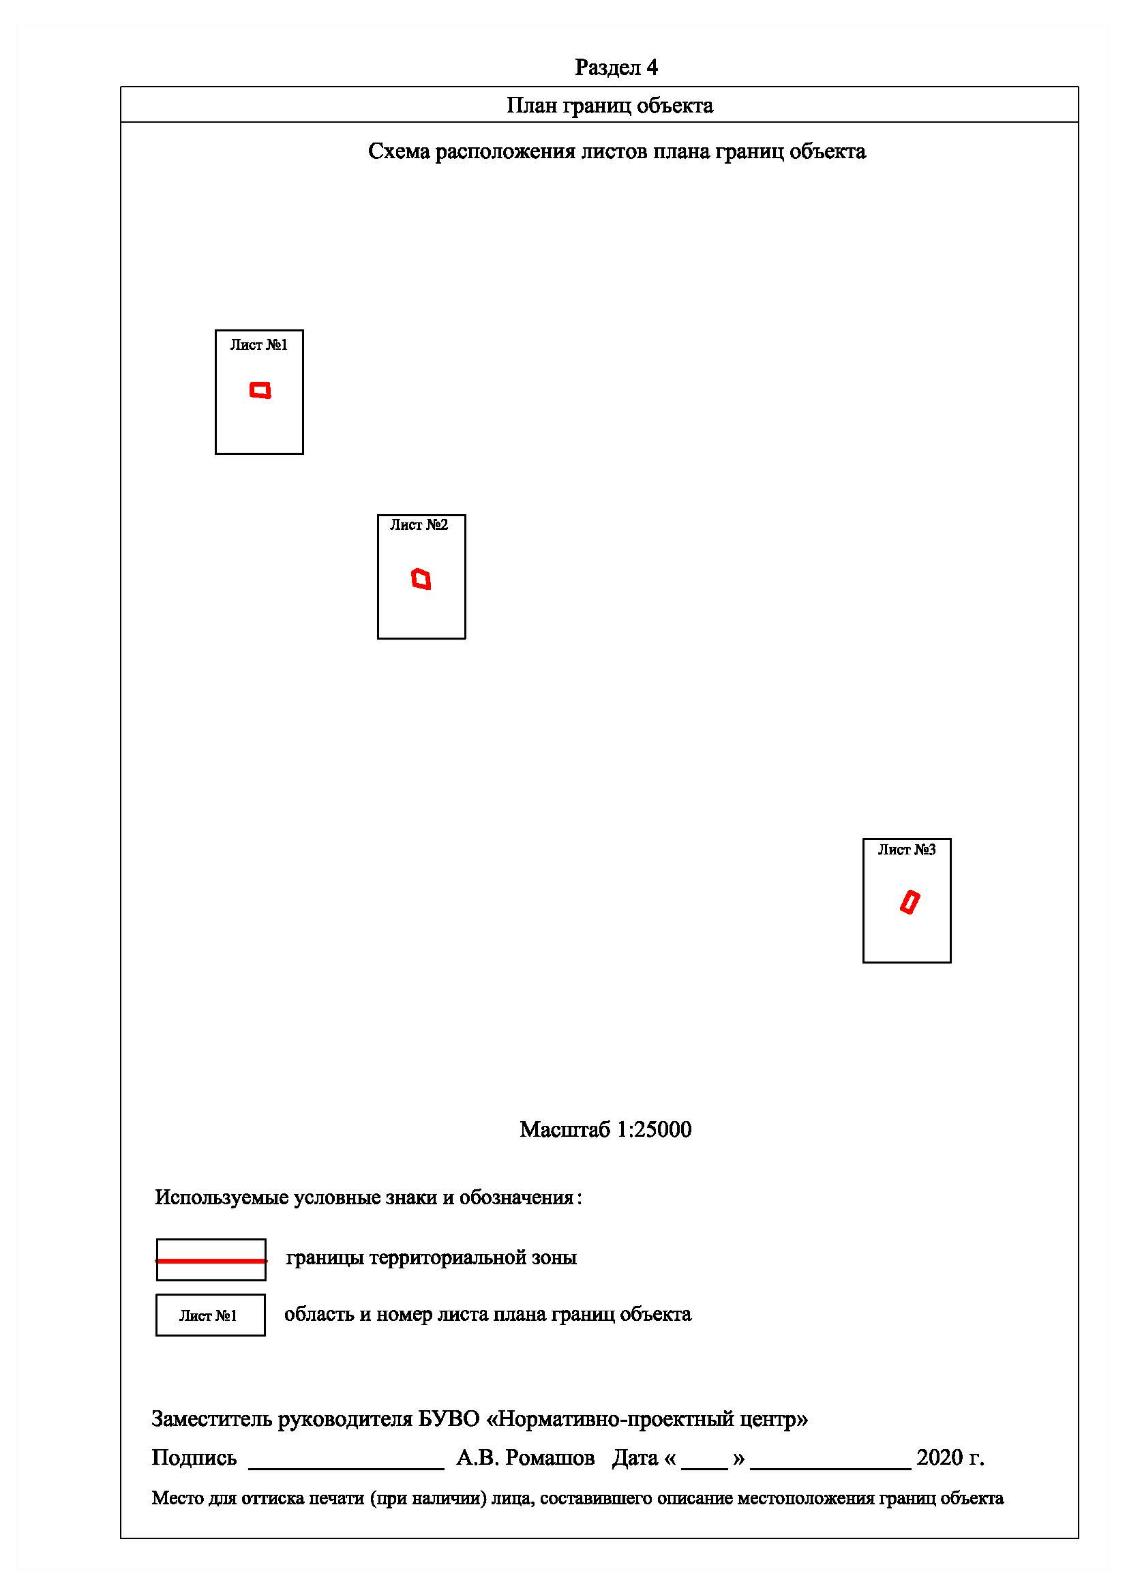 Раздел 4
План границ объекта
Схема расположения листов плана границ объекта
Лист №1
Лист №2
Лист №3
Масштаб 1:25000
Используемые условные знаки и обозначения:
границы территориальной зоны
Лист №1 область и номер листа плана границ объекта
Заместитель руководителя БУВО «Нормативно-проектный центр»
Подпись _________________ А.В. Ромашов Дата « ____ » ______________ 2020 г.
Место для оттиска печати (при наличии) лица, составившего описание местоположения границ объекта